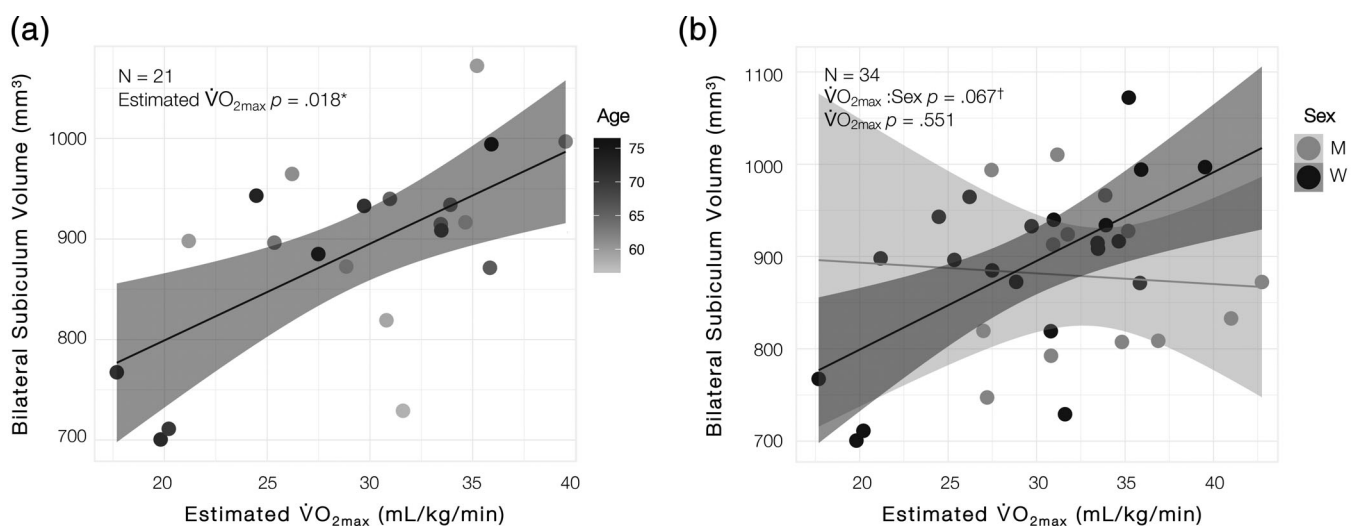 (a)
N = 21
Estimated V̇O2max p = .018*
Bilateral Subiculum Volume (mm³)
1000
900
800
700
20
25
30
35
40
Estimated V̇O2max (mL/kg/min)
Age
75
70
65
60
(b)
N = 34
V̇O2max :Sex p = .067†
V̇O2max p = .551
Bilateral Subiculum Volume (mm³)
1100
1000
900
800
700
20
25
30
35
40
Estimated V̇O2max (mL/kg/min)
Sex
M
W